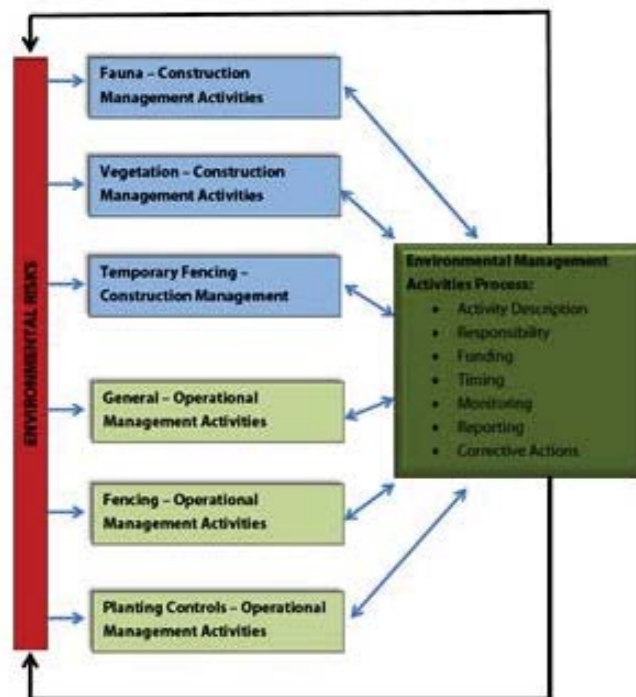 ENVIRONMENTAL RISKS
Fauna – Construction
Management Activities
Vegetation – Construction
Management Activities
Temporary Fencing –
Construction Management
General – Operational
Management Activities
Fencing – Operational
Management Activities
Planting Controls – Operational
Management Activities
Environmental Management
Activities Process:
• Activity Description
• Responsibility
• Funding
• Timing
• Monitoring
• Reporting
• Corrective Actions